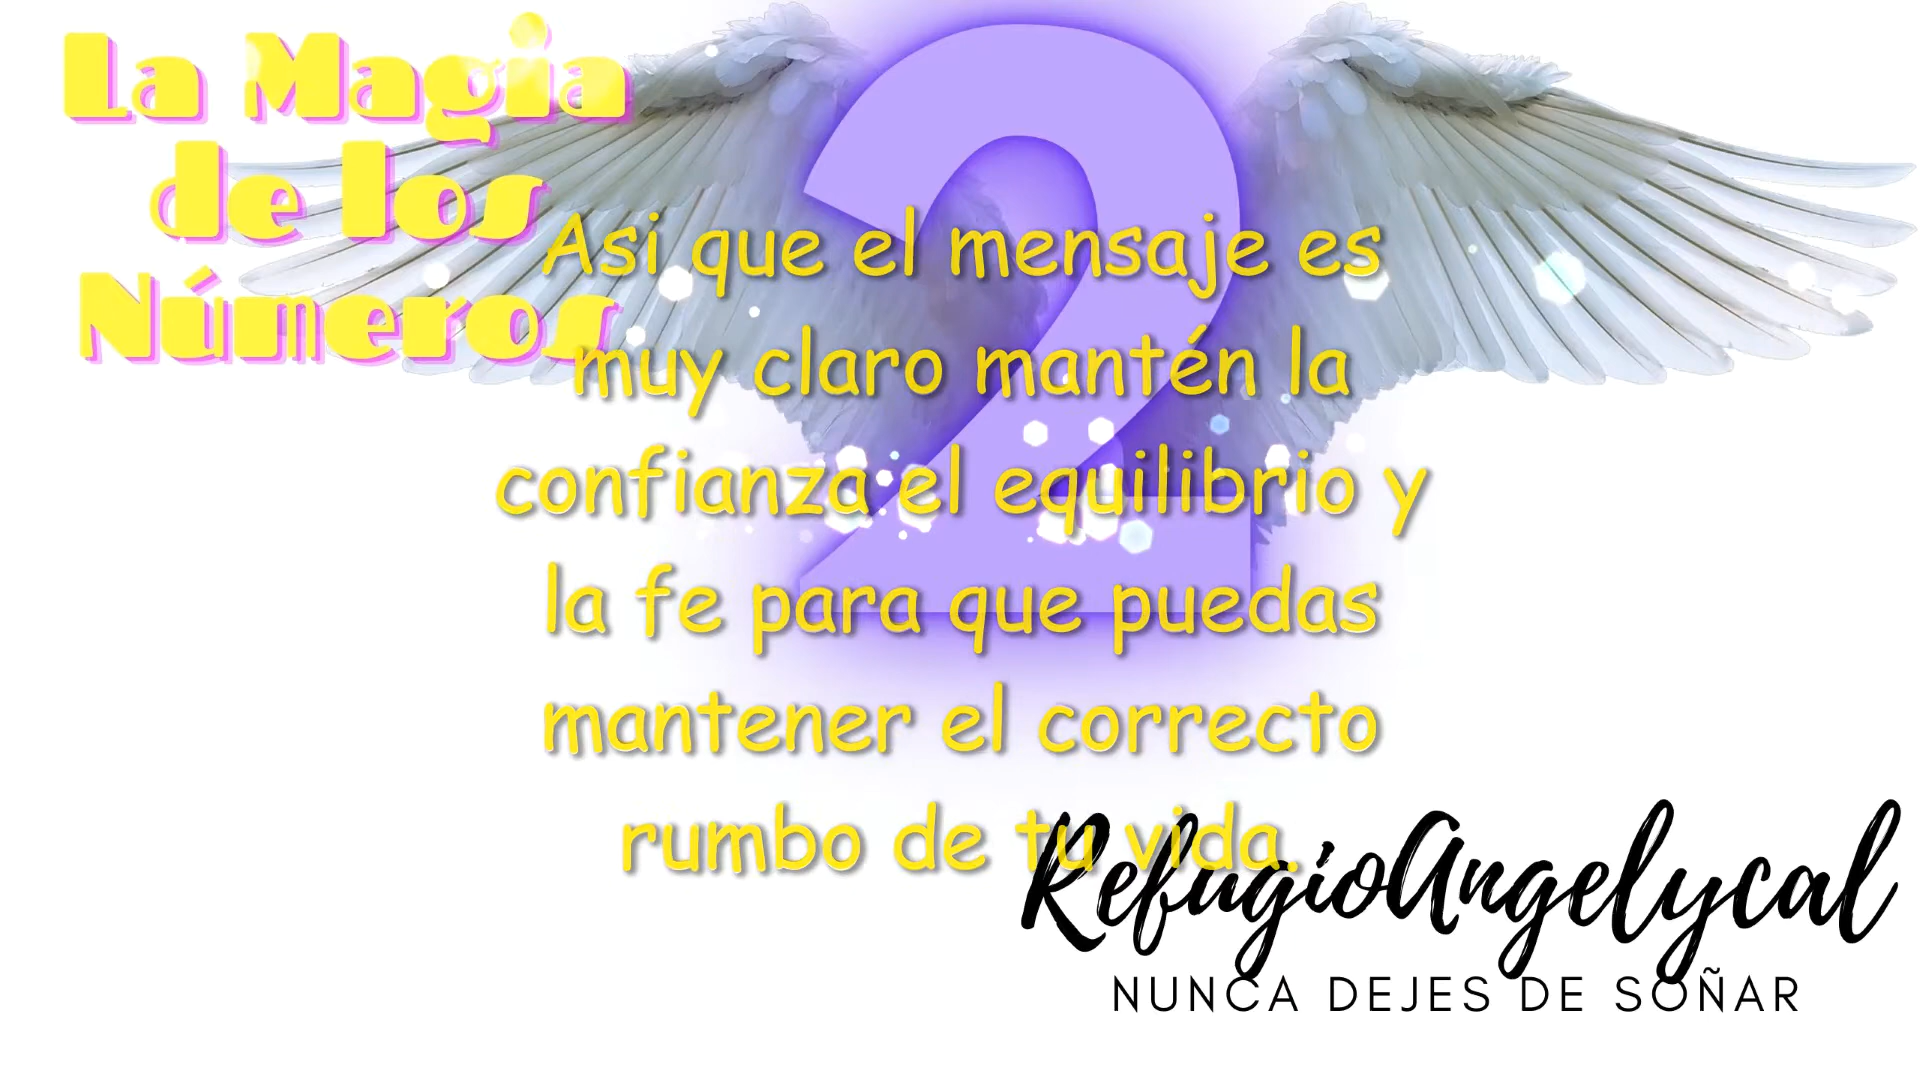 La Magia
de los
Números
2
Asi que el mensaje es
muy claro mantén la
confianza el equilibrio y
la fe para que puedas
mantener el correcto
rumbo de tu vida.
RefugioAngelycal
NUNCA DEJES DE SOÑAR